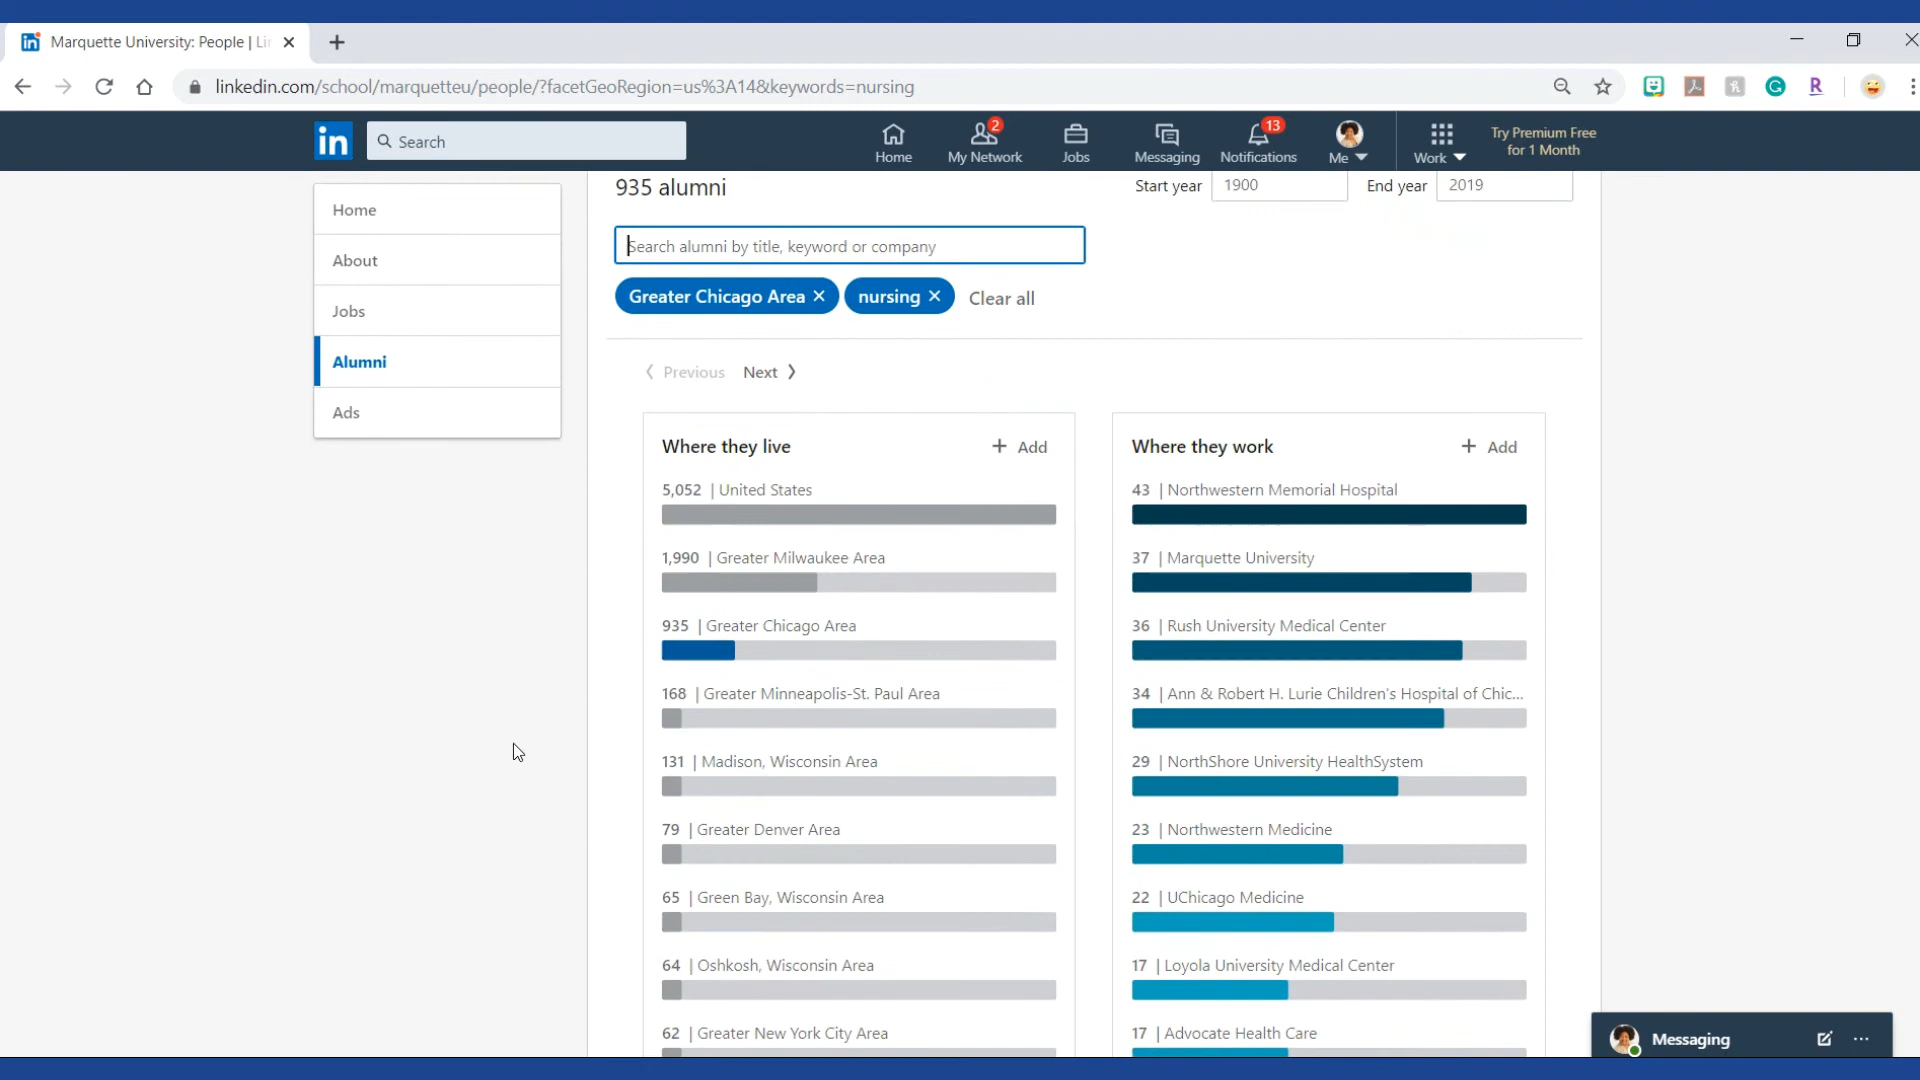 Marquette University: People | Li
linkedin.com/school/marquetteu/people/?facetGeoRegion=us%3A14&keywords=nursing
in Search
Home
My Network 2
Jobs
Messaging
Notifications 13
Me
Work
Try Premium Free
for 1 Month
Home
About
Jobs
Alumni
Ads
935 alumni
Start year 1900 End year 2019
Search alumni by title, keyword or company
Greater Chicago Area ✕ nursing ✕ Clear all
Previous Next
Where they live + Add
5,052 | United States
1,990 | Greater Milwaukee Area
935 | Greater Chicago Area
168 | Greater Minneapolis-St. Paul Area
131 | Madison, Wisconsin Area
79 | Greater Denver Area
65 | Green Bay, Wisconsin Area
64 | Oshkosh, Wisconsin Area
62 | Greater New York City Area
Where they work + Add
43 | Northwestern Memorial Hospital
37 | Marquette University
36 | Rush University Medical Center
34 | Ann & Robert H. Lurie Children's Hospital of Chic...
29 | NorthShore University HealthSystem
23 | Northwestern Medicine
22 | UChicago Medicine
17 | Loyola University Medical Center
17 | Advocate Health Care
Messaging